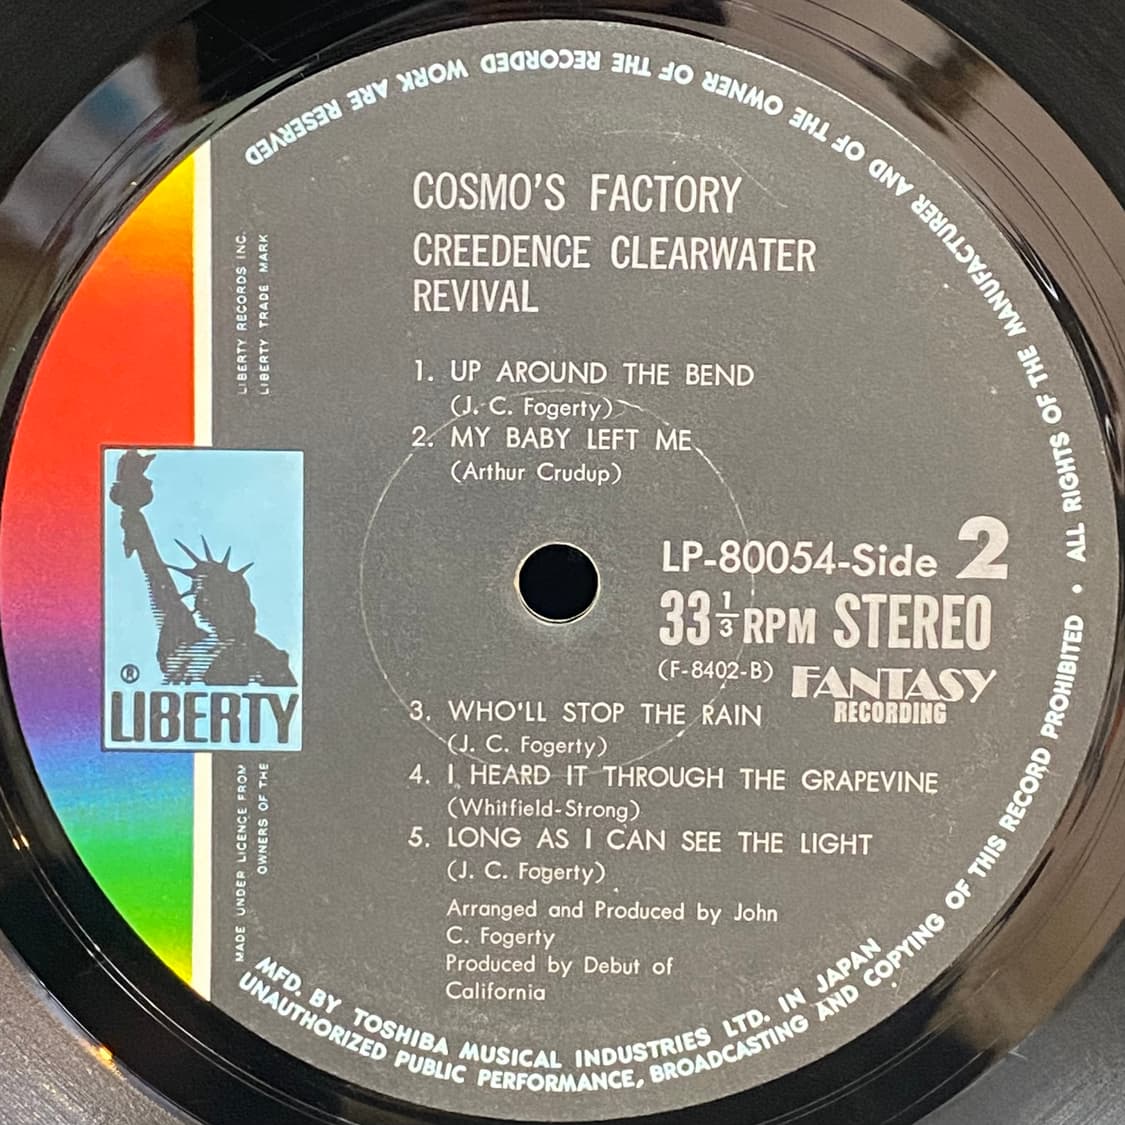 COSMO'S FACTORY
CREEDENCE CLEARWATER
REVIVAL
1. UP AROUND THE BEND
(J. C. Fogerty)
2. MY BABY LEFT ME
(Arthur Crudup)
LP-80054-Side 2
33 1/3 RPM STEREO
(F-8402-B) FANTASY
RECORDING
3. WHO'LL STOP THE RAIN
(J. C. Fogerty)
4. I HEARD IT THROUGH THE GRAPEVINE
(Whitfield-Strong)
5. LONG AS I CAN SEE THE LIGHT
(J. C. Fogerty)
Arranged and Produced by John
C. Fogerty
Produced by Debut of
California
LIBERTY RECORDS INC.
LIBERTY TRADE MARK
®
LIBERTY
MADE UNDER LICENCE FROM
OWNERS OF THE
MFD. BY TOSHIBA MUSICAL INDUSTRIES LTD. IN JAPAN
UNAUTHORIZED PUBLIC PERFORMANCE, BROADCASTING AND COPYING OF THIS RECORD PROHIBITED • ALL RIGHTS OF THE MANUFACTURER AND OF THE OWNER OF THE RECORDED WORK ARE RESERVED